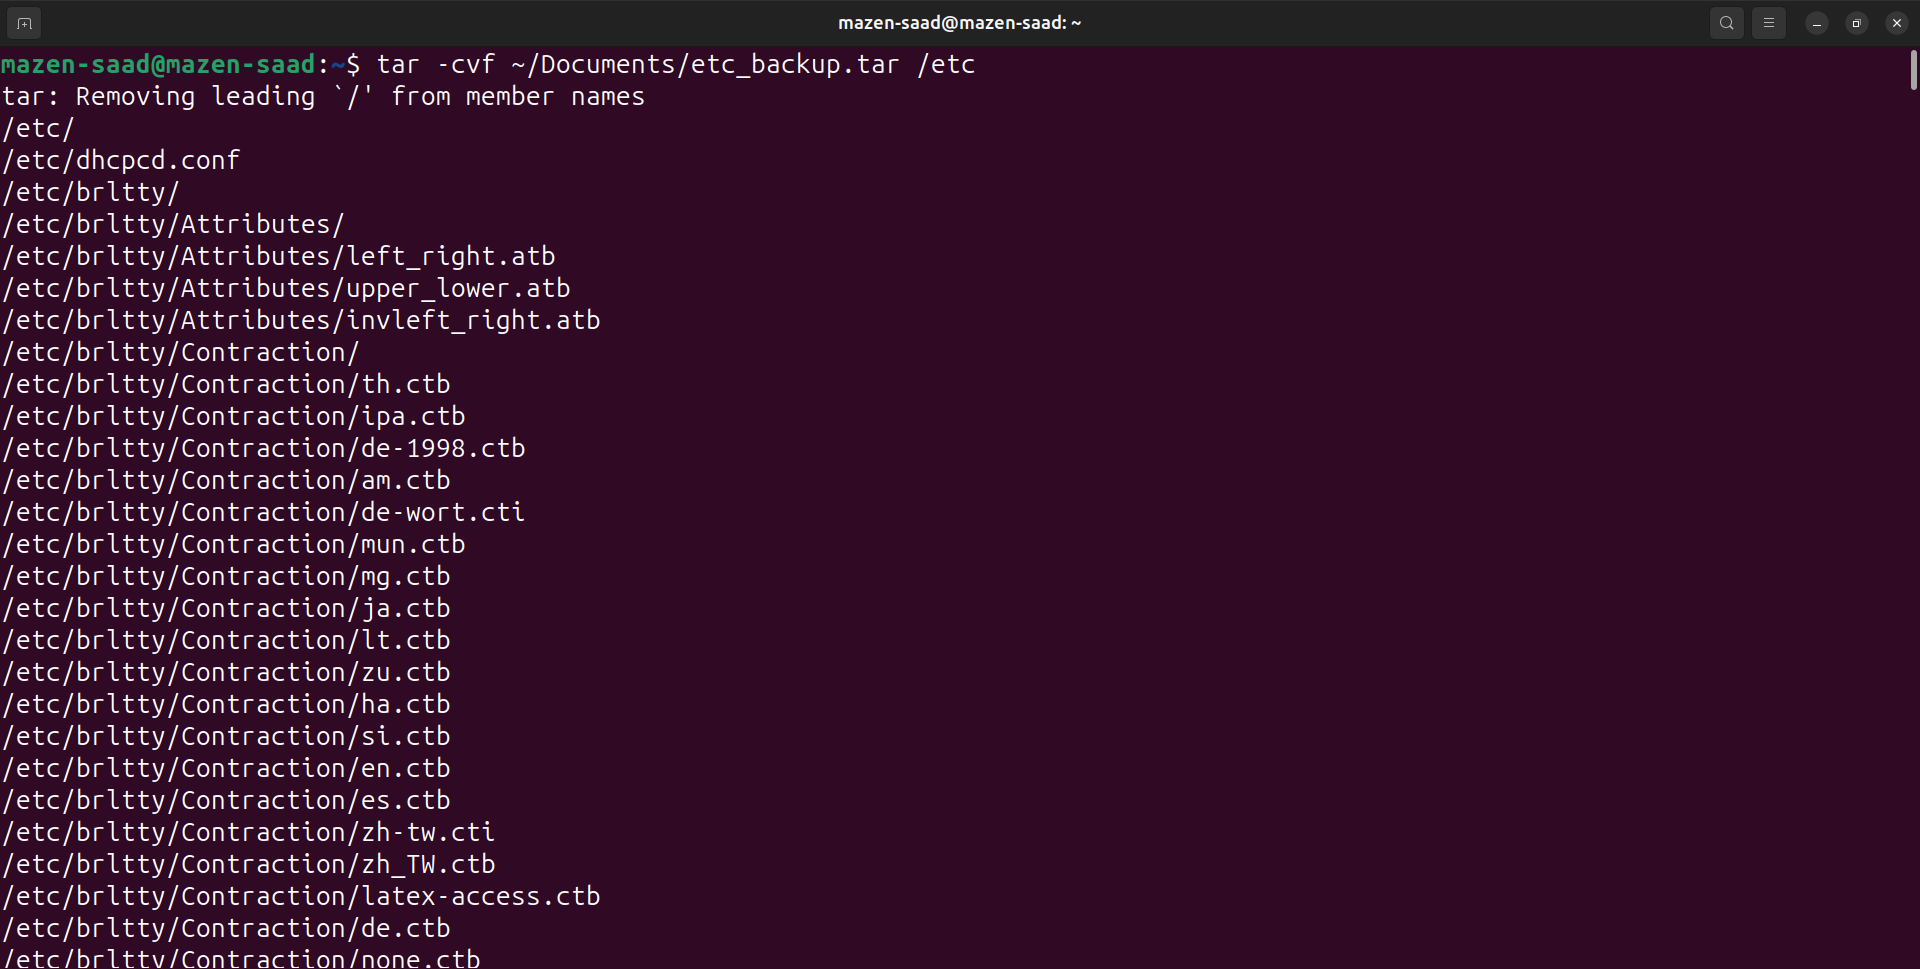 mazen-saad@mazen-saad: ~
mazen-saad@mazen-saad:~$ tar -cvf ~/Documents/etc_backup.tar /etc
tar: Removing leading `/' from member names
/etc/
/etc/dhcpcd.conf
/etc/brltty/
/etc/brltty/Attributes/
/etc/brltty/Attributes/left_right.atb
/etc/brltty/Attributes/upper_lower.atb
/etc/brltty/Attributes/invleft_right.atb
/etc/brltty/Contraction/
/etc/brltty/Contraction/th.ctb
/etc/brltty/Contraction/ipa.ctb
/etc/brltty/Contraction/de-1998.ctb
/etc/brltty/Contraction/am.ctb
/etc/brltty/Contraction/de-wort.cti
/etc/brltty/Contraction/mun.ctb
/etc/brltty/Contraction/mg.ctb
/etc/brltty/Contraction/ja.ctb
/etc/brltty/Contraction/lt.ctb
/etc/brltty/Contraction/zu.ctb
/etc/brltty/Contraction/ha.ctb
/etc/brltty/Contraction/si.ctb
/etc/brltty/Contraction/en.ctb
/etc/brltty/Contraction/es.ctb
/etc/brltty/Contraction/zh-tw.cti
/etc/brltty/Contraction/zh_TW.ctb
/etc/brltty/Contraction/latex-access.ctb
/etc/brltty/Contraction/de.ctb
/etc/brltty/Contraction/none.ctb